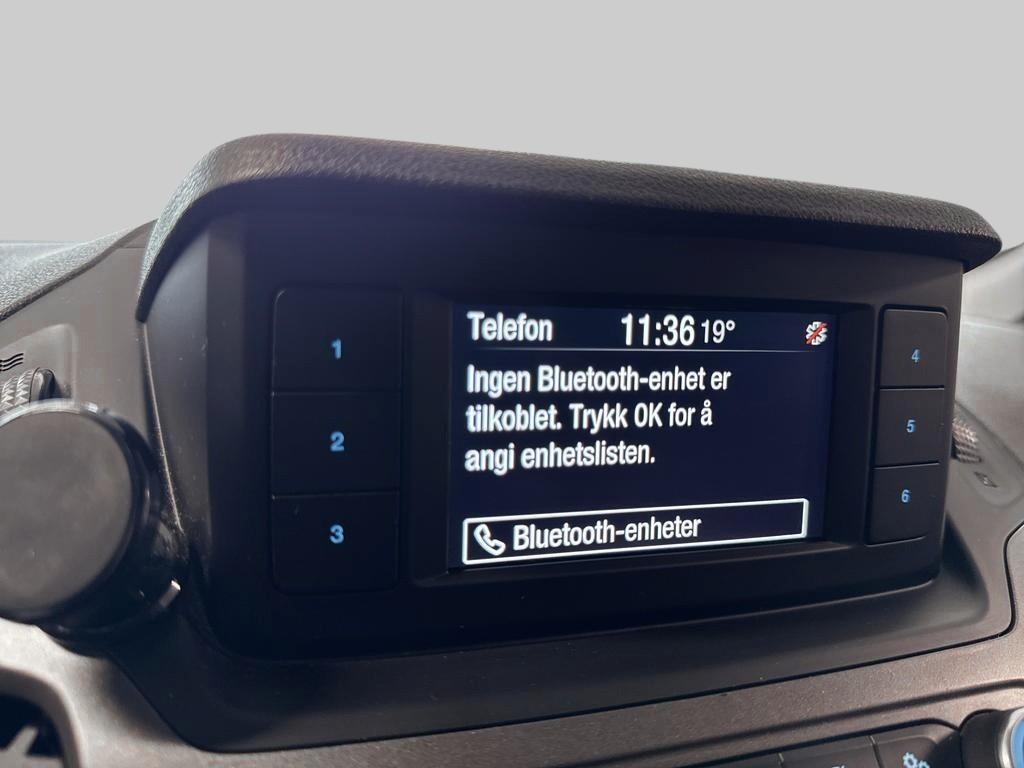 Telefon 11:36 19°
Ingen Bluetooth-enhet er
tilkoblet. Trykk OK for å
angi enhetslisten.
Bluetooth-enheter
1
2
3
4
5
6